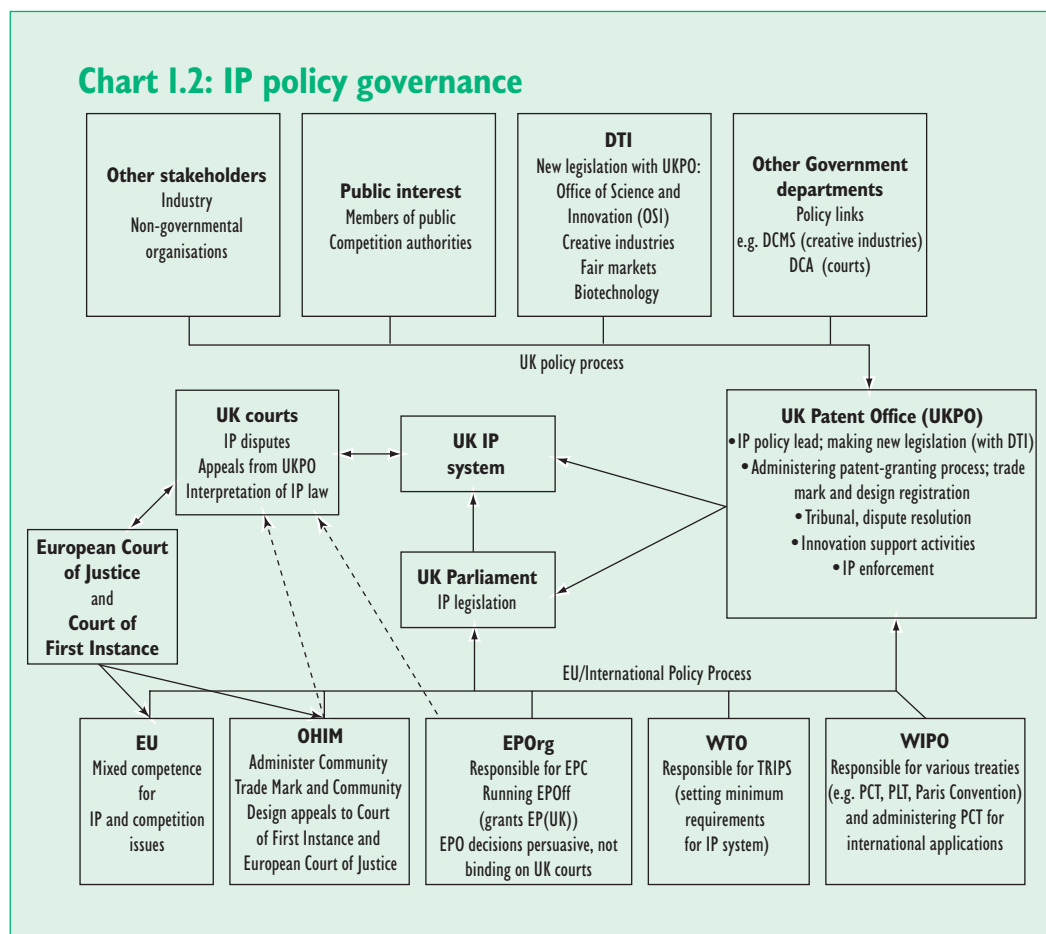 Chart 1.2: IP policy governance
Other stakeholders
Industry
Non-governmental
organisations
Public interest
Members of public
Competition authorities
DTI
New legislation with UKPO:
Office of Science and
Innovation (OSI)
Creative industries
Fair markets
Biotechnology
Other Government
departments
Policy links
e.g. DCMS (creative industries)
DCA (courts)
UK policy process
UK courts
IP disputes
Appeals from UKPO
Interpretation of IP law
UK IP
system
UK Patent Office (UKPO)
•IP policy lead; making new legislation (with DTI)
•Administering patent-granting process; trade
mark and design registration
•Tribunal, dispute resolution
•Innovation support activities
•IP enforcement
European Court
of Justice
and
Court of
First Instance
UK Parliament
IP legislation
EU/International Policy Process
EU
Mixed competence
for
IP and competition
issues
OHIM
Administer Community
Trade Mark and Community
Design appeals to Court
of First Instance and
European Court of Justice
EPOrg
Responsible for EPC
Running EPOff
(grants EP(UK))
EPO decisions persuasive, not
binding on UK courts
WTO
Responsible for TRIPS
(setting minimum
requirements
for IP system)
WIPO
Responsible for various treaties
(e.g. PCT, PLT, Paris Convention)
and administering PCT for
international applications